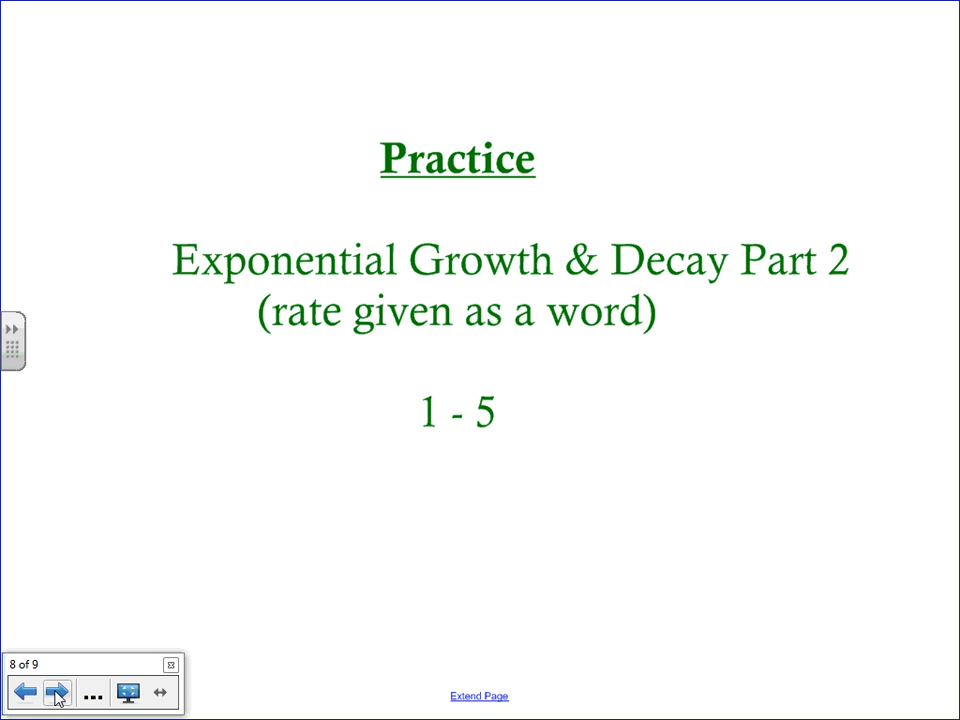 Practice
Exponential Growth & Decay Part 2
(rate given as a word)
1 - 5
8 of 9
...
Extend Page